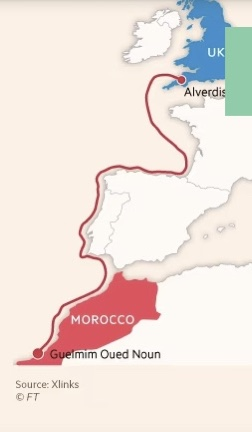 UK
Alverdis
MOROCCO
Guelmim Oued Noun
Source: Xlinks
© FT